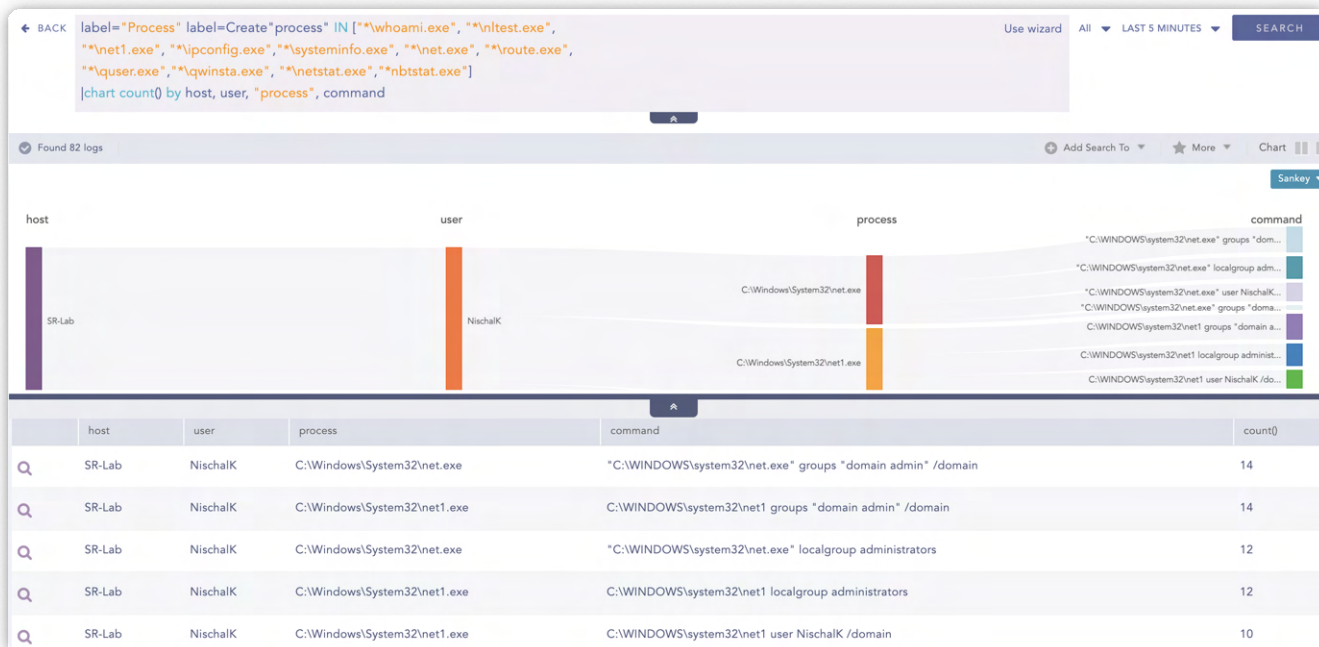 BACK
label="Process" label=Create"process" IN ["*\whoami.exe", "*\nltest.exe",
"*\net1.exe", "*\ipconfig.exe","*\systeminfo.exe", "*\net.exe", "*\route.exe",
"*\quser.exe","*\qwinsta.exe", "*\netstat.exe","*nbtstat.exe"]
|chart count() by host, user, "process", command
Use wizard All LAST 5 MINUTES SEARCH
Found 82 logs
Add Search To More Chart
Sankey
host user process command
"C:\WINDOWS\system32\net.exe" groups "dom...
"C:\WINDOWS\system32\net.exe" localgroup adm...
C:\Windows\System32\net.exe
"C:\WINDOWS\system32\net.exe" user NischalK...
"C:\WINDOWS\system32\net.exe" groups "doma...
SR-Lab NischalK
C:\WINDOWS\system32\net1 groups "domain a...
C:\Windows\System32\net1.exe
C:\WINDOWS\system32\net1 localgroup administ...
C:\WINDOWS\system32\net1 user NischalK /do...
host user process command count()
SR-Lab NischalK C:\Windows\System32\net.exe "C:\WINDOWS\system32\net.exe" groups "domain admin" /domain 14
SR-Lab NischalK C:\Windows\System32\net1.exe C:\WINDOWS\system32\net1 groups "domain admin" /domain 14
SR-Lab NischalK C:\Windows\System32\net.exe "C:\WINDOWS\system32\net.exe" localgroup administrators 12
SR-Lab NischalK C:\Windows\System32\net1.exe C:\WINDOWS\system32\net1 localgroup administrators 12
SR-Lab NischalK C:\Windows\System32\net1.exe C:\WINDOWS\system32\net1 user NischalK /domain 10